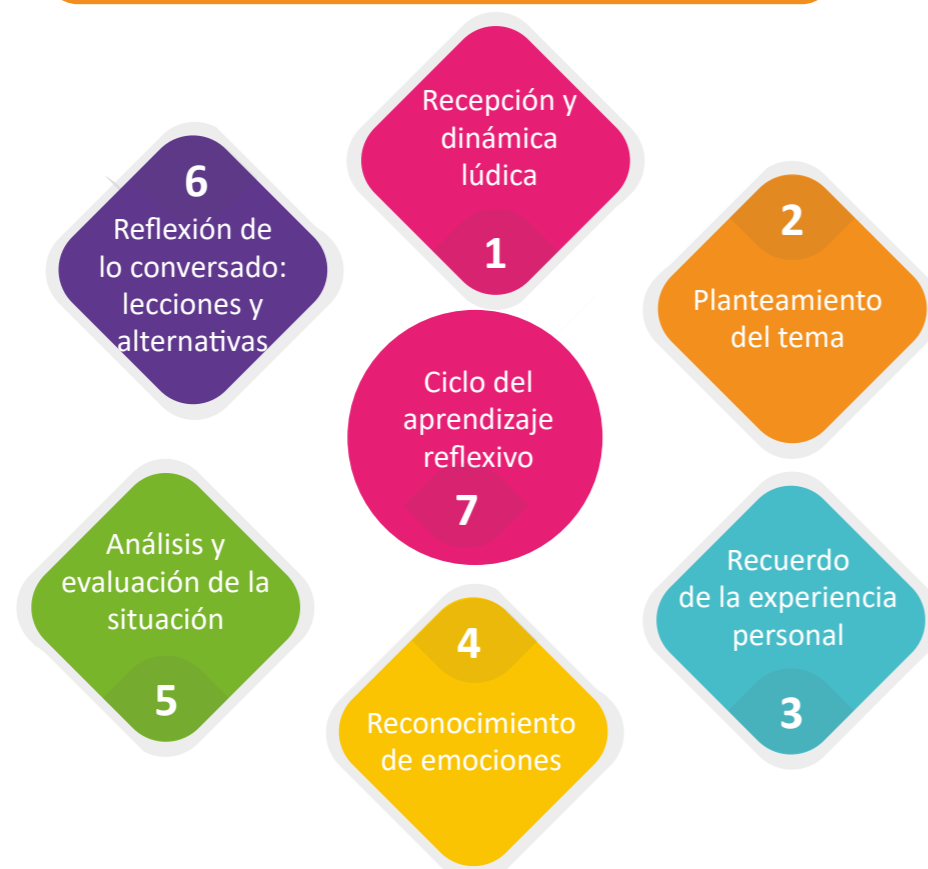 Recepción y
dinámica
lúdica
1
2
Planteamiento
del tema
Recuerdo
de la experiencia
personal
3
4
Reconocimiento
de emociones
Análisis y
evaluación de la
situación
5
6
Reflexión de
lo conversado:
lecciones y
alternativas
Ciclo del
aprendizaje
reflexivo
7